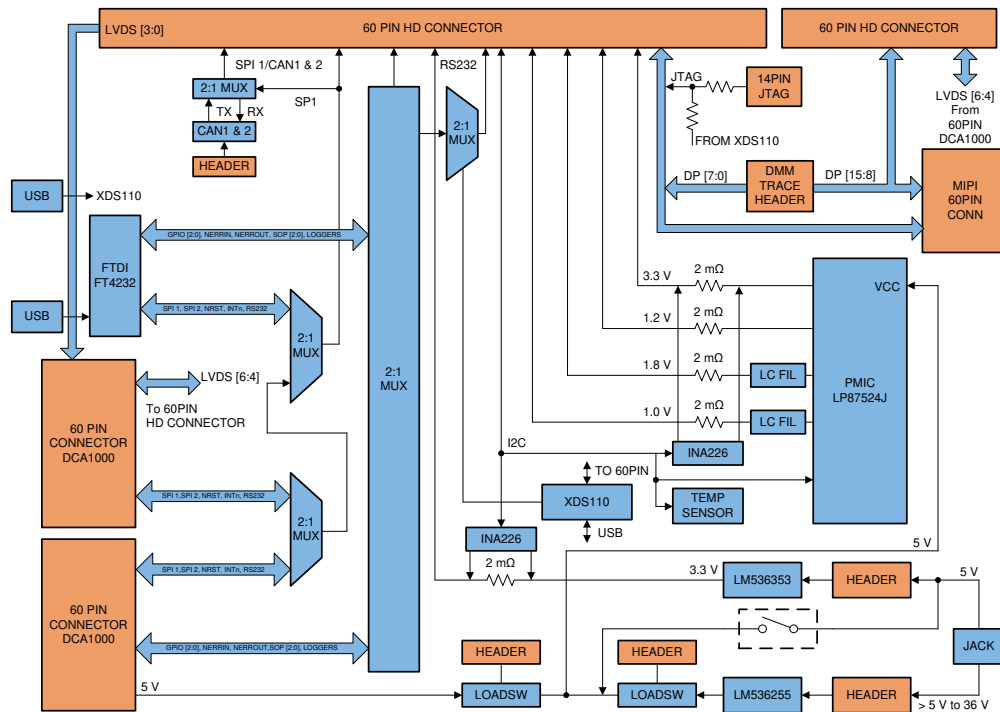 LVDS [3:0]
60 PIN HD CONNECTOR
60 PIN HD CONNECTOR
SPI 1/CAN1 & 2
RS232
2:1 MUX
SP1
TX
RX
CAN1 & 2
HEADER
2:1
MUX
JTAG
14PIN
JTAG
FROM XDS110
LVDS [6:4]
From
60PIN
DCA1000
USB
XDS110
DP [7:0]
DMM
TRACE
HEADER
DP [15:8]
MIPI
60PIN
CONN
GPIO [2:0], NERRIN, NERROUT, SOP [2:0], LOGGERS
FTDI
FT4232
USB
SPI 1, SPI 2, NRST, INTn, RS232
2:1
MUX
3.3 V
2 mΩ
VCC
1.2 V
2 mΩ
1.8 V
2 mΩ
LC FIL
PMIC
LP87524J
1.0 V
2 mΩ
LC FIL
2:1
MUX
LVDS [6:4]
To 60PIN
HD CONNECTOR
60 PIN
CONNECTOR
DCA1000
I2C
INA226
TO 60PIN
SPI 1,SPI 2, NRST, INTn, RS232
XDS110
TEMP
SENSOR
2:1
MUX
USB
INA226
5 V
SPI 1,SPI 2, NRST, INTn, RS232
2 mΩ
3.3 V
LM536353
HEADER
5 V
60 PIN
CONNECTOR
DCA1000
GPIO [2:0], NERRIN, NERROUT,SOP [2:0], LOGGERS
HEADER
HEADER
JACK
5 V
LOADSW
LOADSW
LM536255
HEADER
> 5 V to 36 V